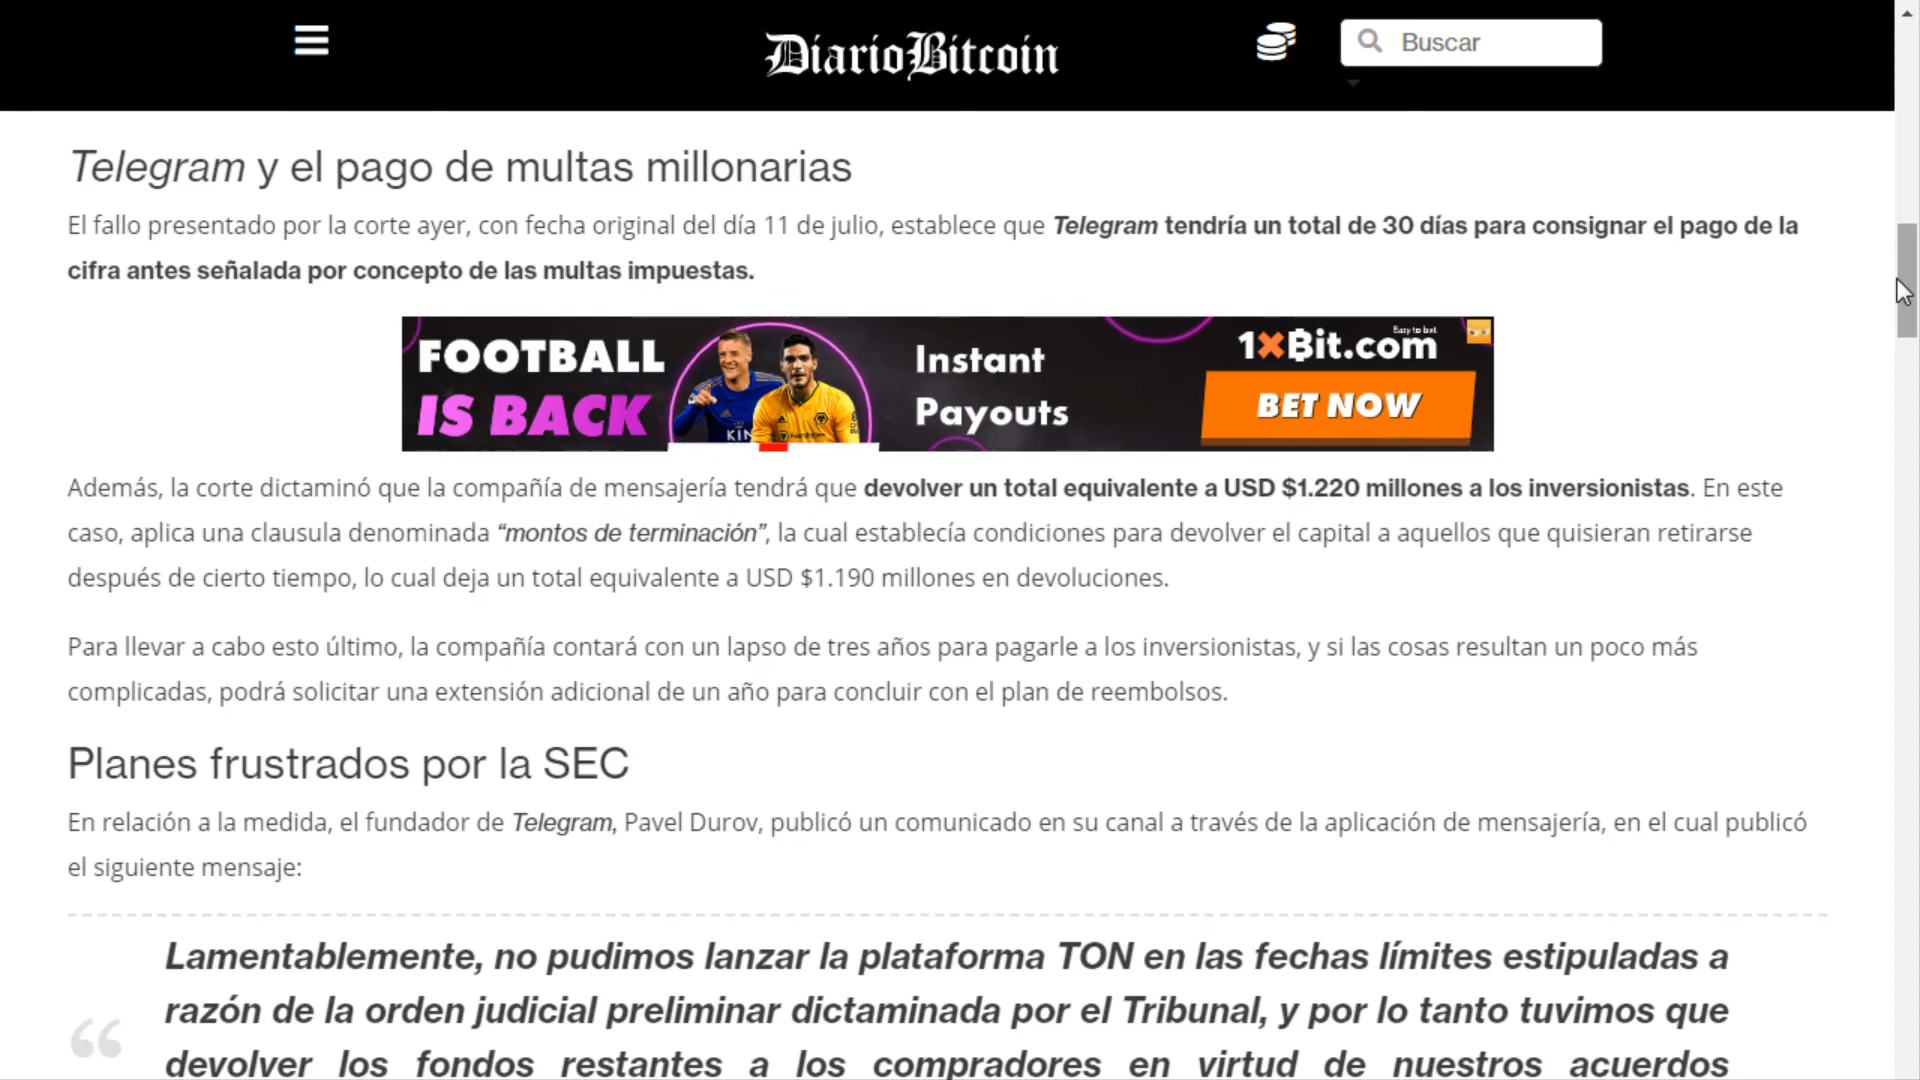 DiarioBitcoin
Buscar
Telegram y el pago de multas millonarias
El fallo presentado por la corte ayer, con fecha original del día 11 de julio, establece que Telegram tendría un total de 30 días para consignar el pago de la
cifra antes señalada por concepto de las multas impuestas.
FOOTBALL
IS BACK
KIN
Instant
Payouts
Easy to bet
1×₿it.com
BET NOW
Además, la corte dictaminó que la compañía de mensajería tendrá que devolver un total equivalente a USD $1.220 millones a los inversionistas. En este
caso, aplica una clausula denominada “montos de terminación”, la cual establecía condiciones para devolver el capital a aquellos que quisieran retirarse
después de cierto tiempo, lo cual deja un total equivalente a USD $1.190 millones en devoluciones.
Para llevar a cabo esto último, la compañía contará con un lapso de tres años para pagarle a los inversionistas, y si las cosas resultan un poco más
complicadas, podrá solicitar una extensión adicional de un año para concluir con el plan de reembolsos.
Planes frustrados por la SEC
En relación a la medida, el fundador de Telegram, Pavel Durov, publicó un comunicado en su canal a través de la aplicación de mensajería, en el cual publicó
el siguiente mensaje:
“
Lamentablemente, no pudimos lanzar la plataforma TON en las fechas límites estipuladas a
razón de la orden judicial preliminar dictaminada por el Tribunal, y por lo tanto tuvimos que
devolver los fondos restantes a los compradores en virtud de nuestros acuerdos